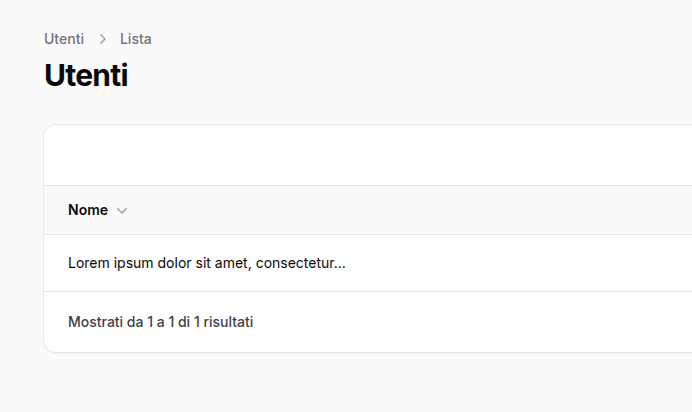 Utenti > Lista
Utenti
Nome
Lorem ipsum dolor sit amet, consectetur...
Mostrati da 1 a 1 di 1 risultati